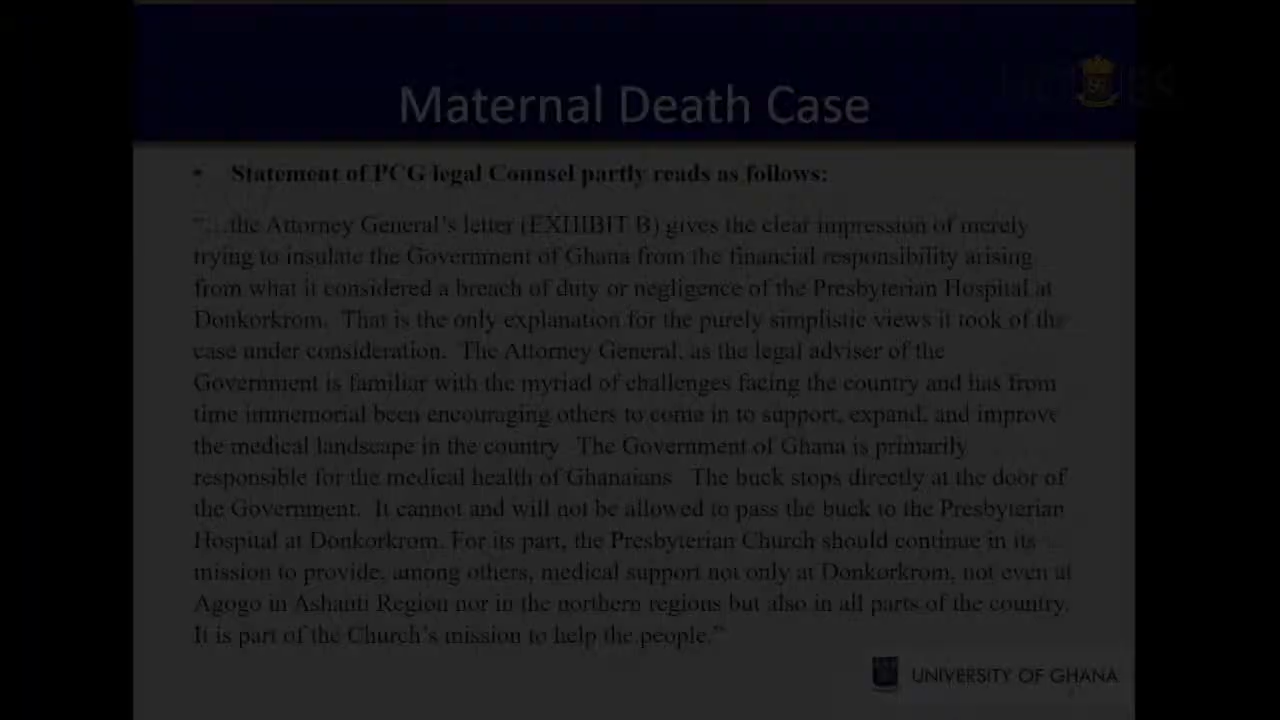 Maternal Death Case
• Statement of PCG legal Counsel partly reads as follows:
"….the Attorney General's letter (EXHIBIT B) gives the clear impression of merely
trying to insulate the Government of Ghana from the financial responsibility arising
from what it considered a breach of duty or negligence of the Presbyterian Hospital at
Donkorkrom. That is the only explanation for the purely simplistic views it took of the
case under consideration. The Attorney General, as the legal adviser of the
Government is familiar with the myriad of challenges facing the country and has from
time immemorial been encouraging others to come in to support, expand, and improve
the medical landscape in the country The Government of Ghana is primarily
responsible for the medical health of Ghanaians The buck stops directly at the door of
the Government. It cannot and will not be allowed to pass the buck to the Presbyterian
Hospital at Donkorkrom. For its part, the Presbyterian Church should continue in its
mission to provide, among others, medical support not only at Donkorkrom, not even at
Agogo in Ashanti Region nor in the northern regions but also in all parts of the country.
It is part of the Church's mission to help the people."
UNIVERSITY OF GHANA